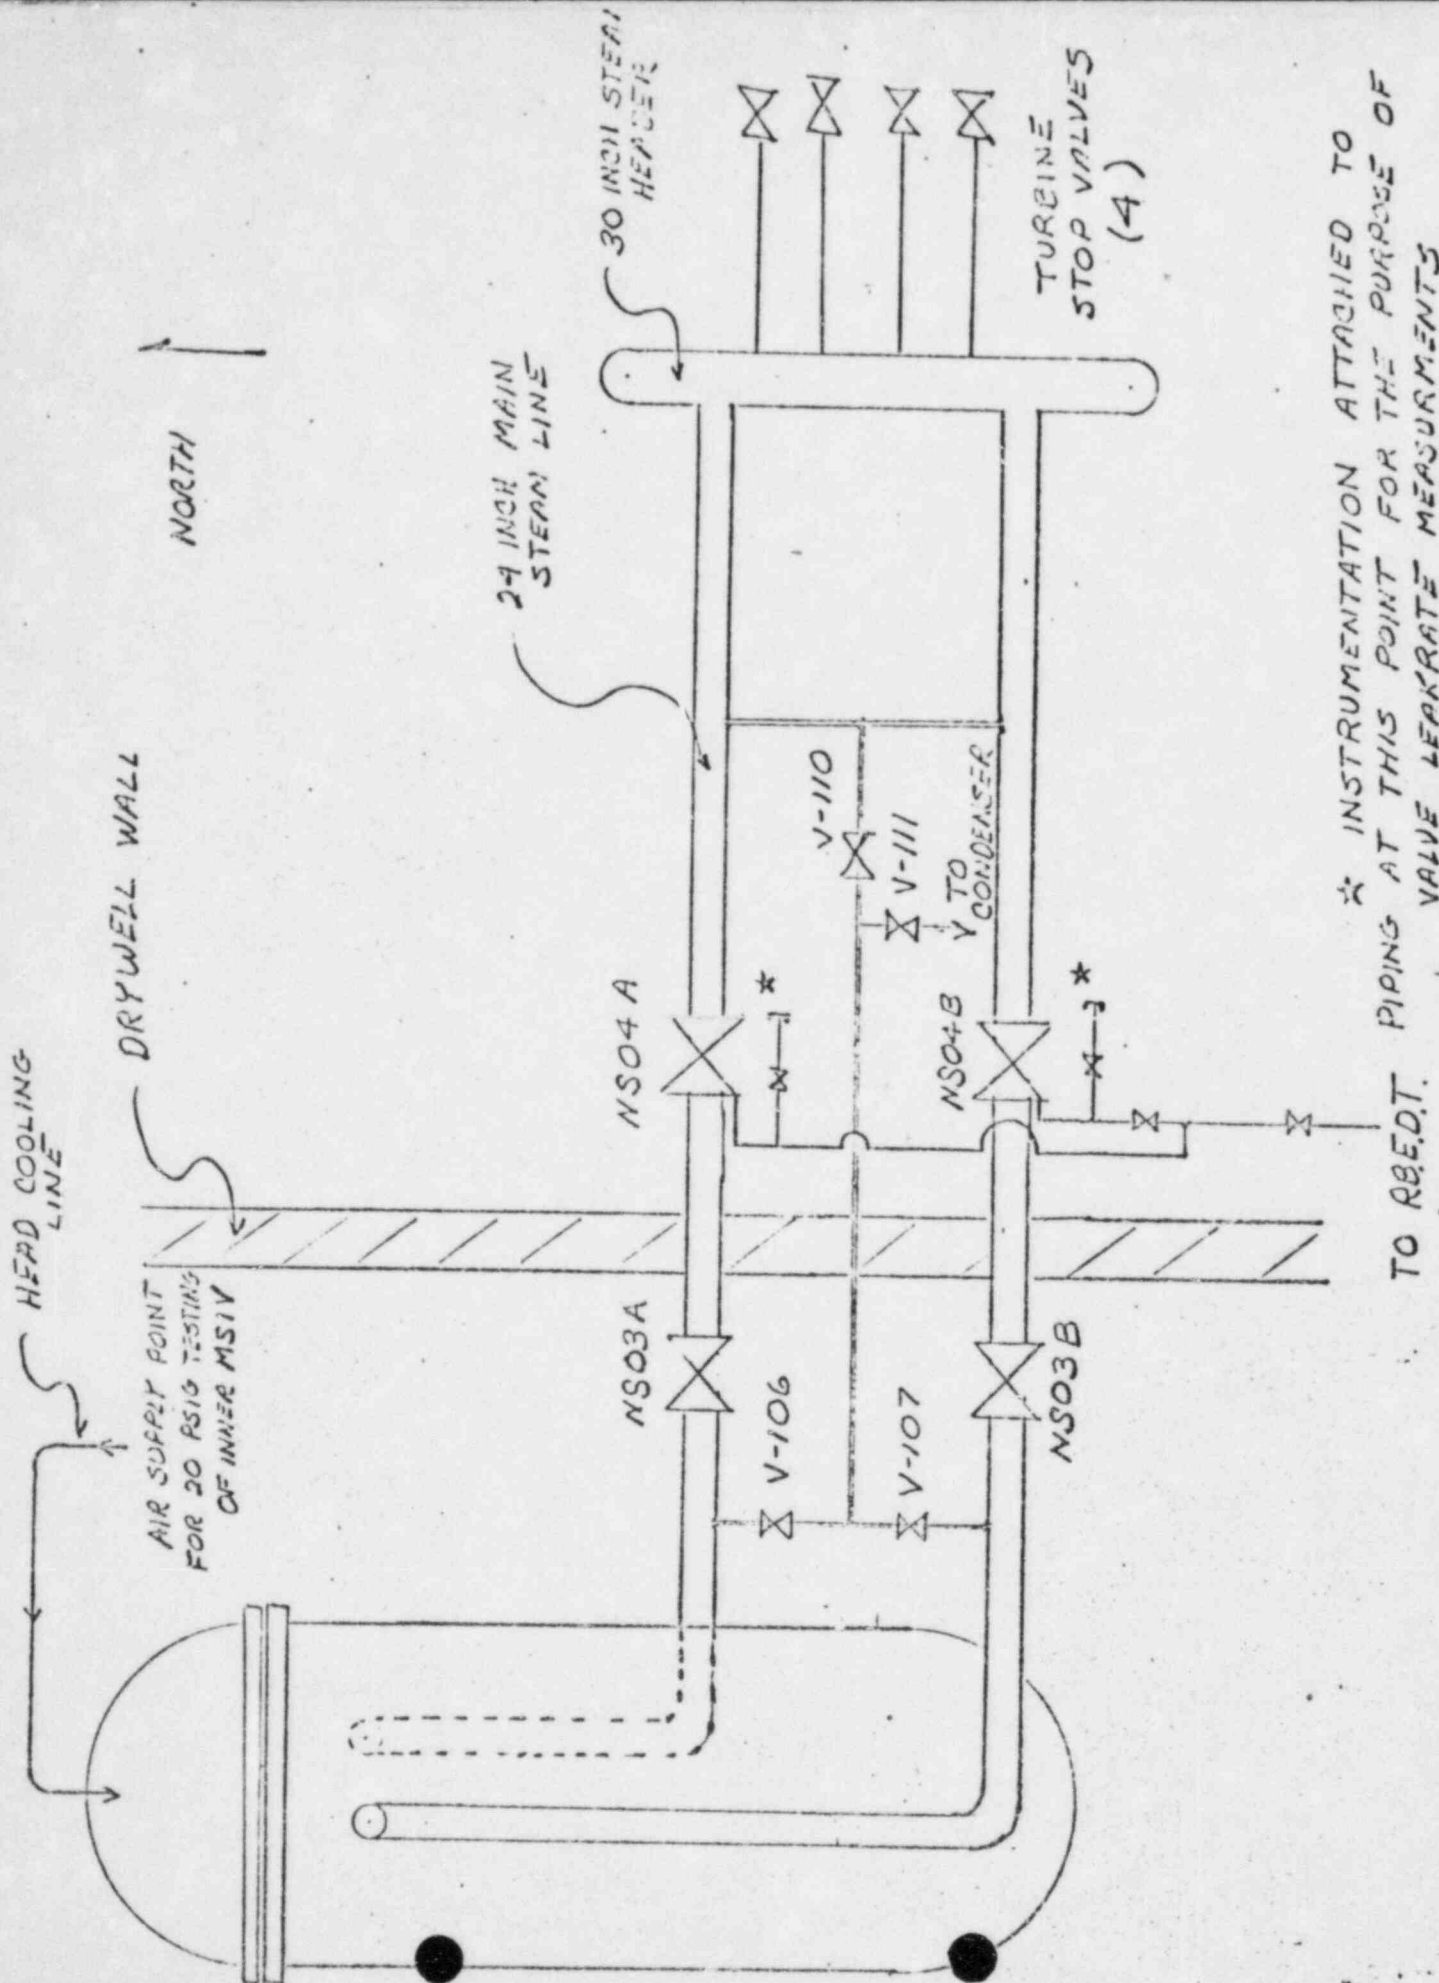 HEAD COOLING
LINE
DRYWELL WALL
NORTH
AIR SUPPLY POINT
FOR 20 PSIG TESTING
OF INNER MSIV
24 INCH MAIN
STEAM LINE
30 INCH STEAM
HEADER
NS03A
NS04A
V-106
V-107
V-110
V-111
TO
CONDENSER
*
NS03B
NS04B
*
TURBINE
STOP VALVES
(4)
TO R.B.E.D.T.
* INSTRUMENTATION ATTACHED TO
PIPING AT THIS POINT FOR THE PURPOSE OF
VALVE LEAKRATE MEASURMENTS